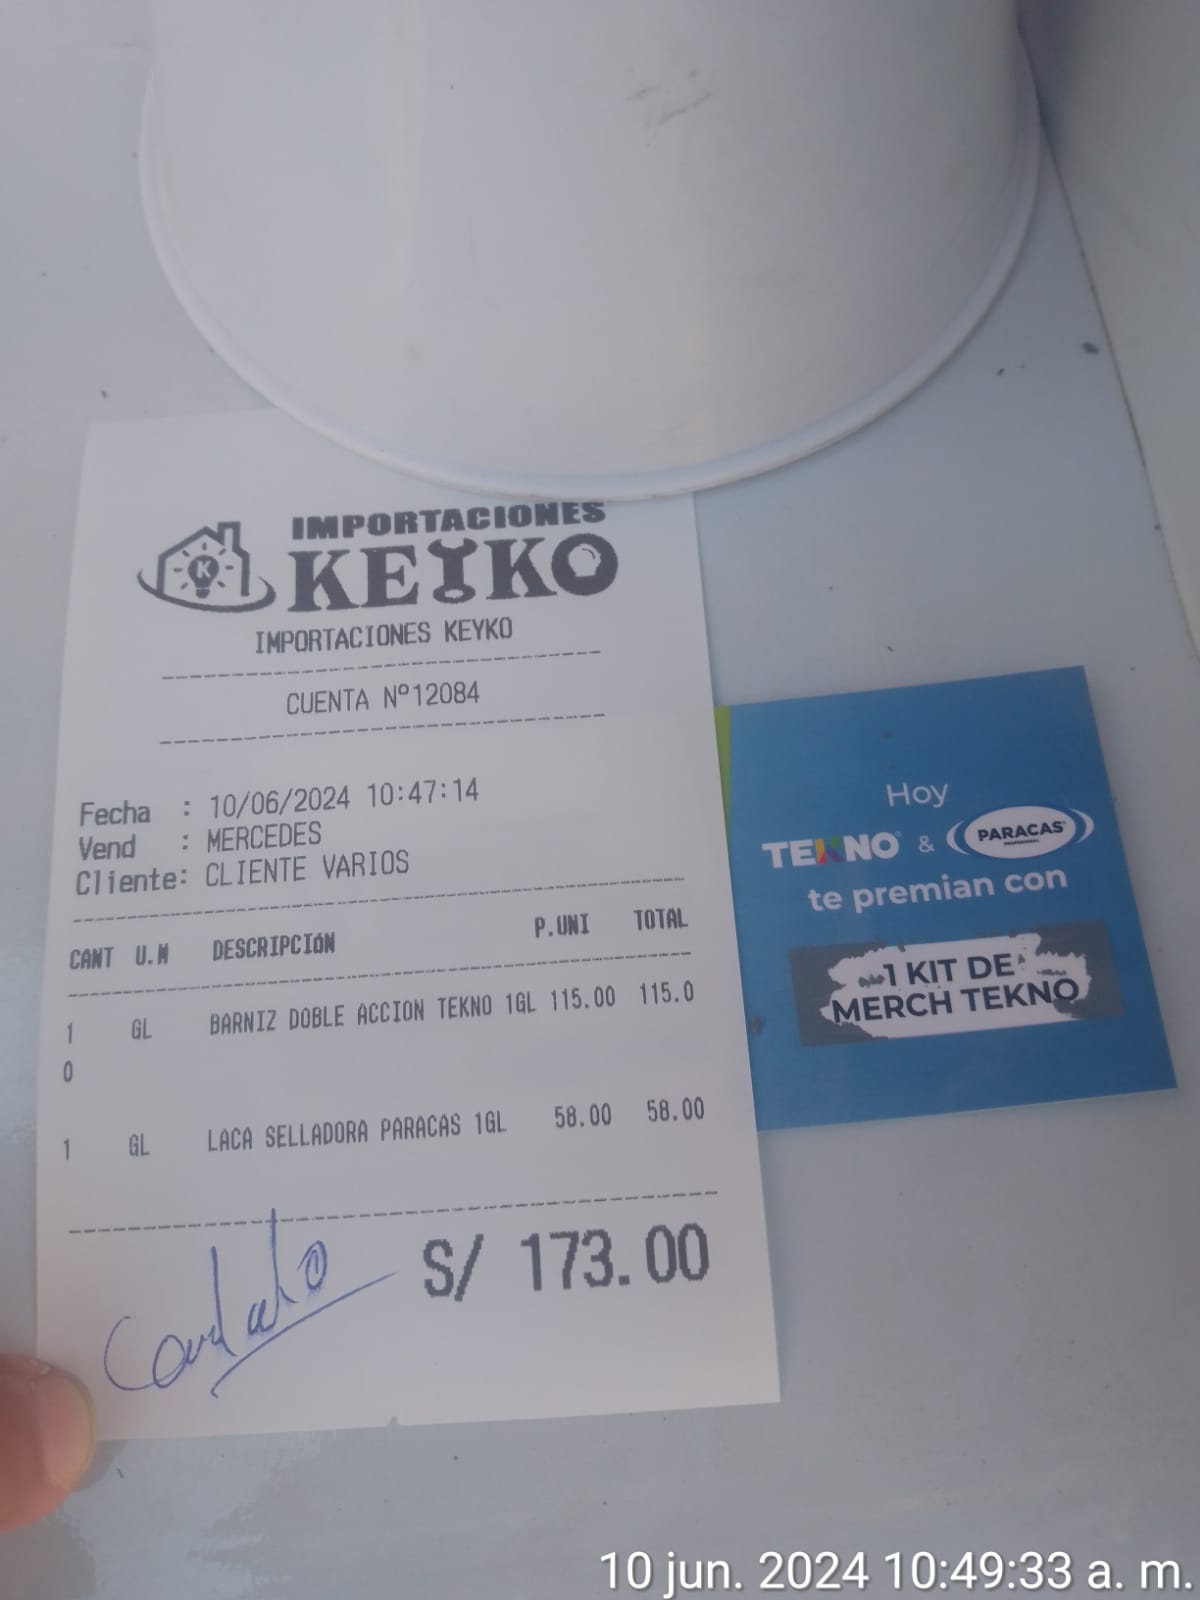 IMPORTACIONES
KEYKO
K
IMPORTACIONES KEYKO
CUENTA Nº12084
Fecha : 10/06/2024 10:47:14
Vend : MERCEDES
Cliente: CLIENTE VARIOS
CANT U.M DESCRIPCIÓN P.UNI TOTAL
1 GL BARNIZ DOBLE ACCION TEKNO 1GL 115.00 115.0
0
1 GL LACA SELLADORA PARACAS 1GL 58.00 58.00
S/ 173.00
Hoy
TEKNO & PARACAS
PROFESSIONAL
te premian con
1 KIT DE
MERCH TEKNO
10 jun. 2024 10:49:33 a. m.